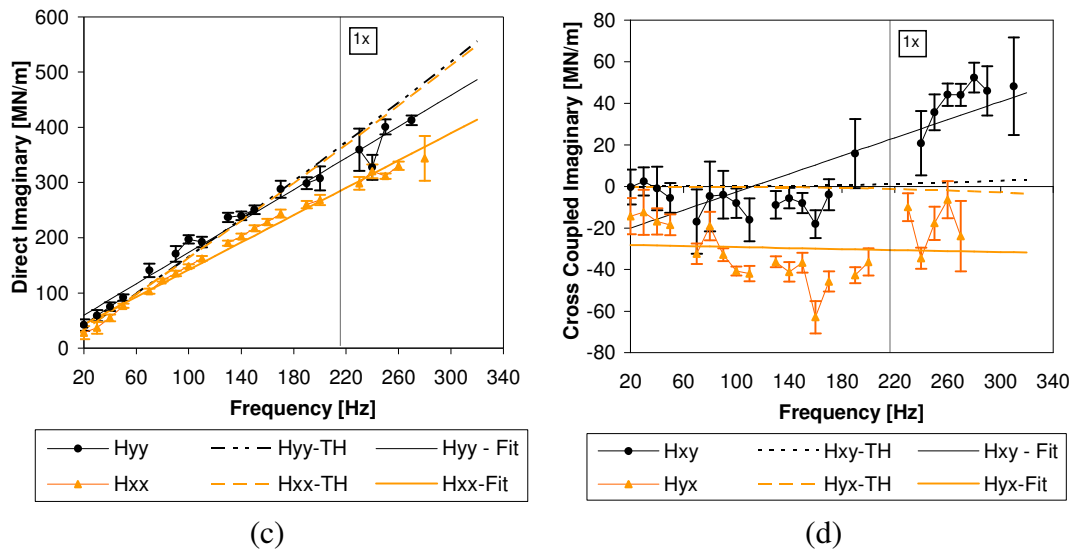 600
500
400
300
200
100
0
Direct Imaginary [MN/m]
1x
20 60 100 140 180 220 260 300 340
Frequency [Hz]
Hyy Hyy-TH Hyy - Fit
Hxx Hxx-TH Hxx-Fit
(c)
80
60
40
20
0
-20
-40
-60
-80
Cross Coupled Imaginary [MN/m]
1x
20 60 100 140 180 220 260 300 340
Frequency [Hz]
Hxy Hxy-TH Hxy - Fit
Hyx Hyx-TH Hyx-Fit
(d)